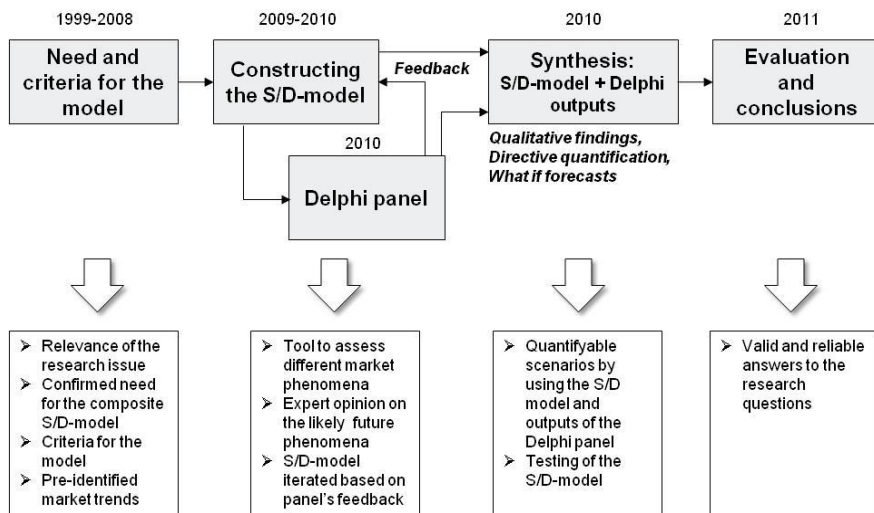 1999-2008
Need and
criteria for the
model
2009-2010
Constructing
the S/D-model
Feedback
2010
Delphi panel
2010
Synthesis:
S/D-model + Delphi
outputs
Qualitative findings,
Directive quantification,
What if forecasts
2011
Evaluation
and
conclusions
➢ Relevance of the
research issue
➢ Confirmed need
for the composite
S/D-model
➢ Criteria for the
model
➢ Pre-identified
market trends
➢ Tool to assess
different market
phenomena
➢ Expert opinion on
the likely future
phenomena
➢ S/D-model
iterated based on
panel's feedback
➢ Quantifyable
scenarios by
using the S/D
model and
outputs of the
Delphi panel
➢ Testing of the
S/D-model
➢ Valid and reliable
answers to the
research
questions